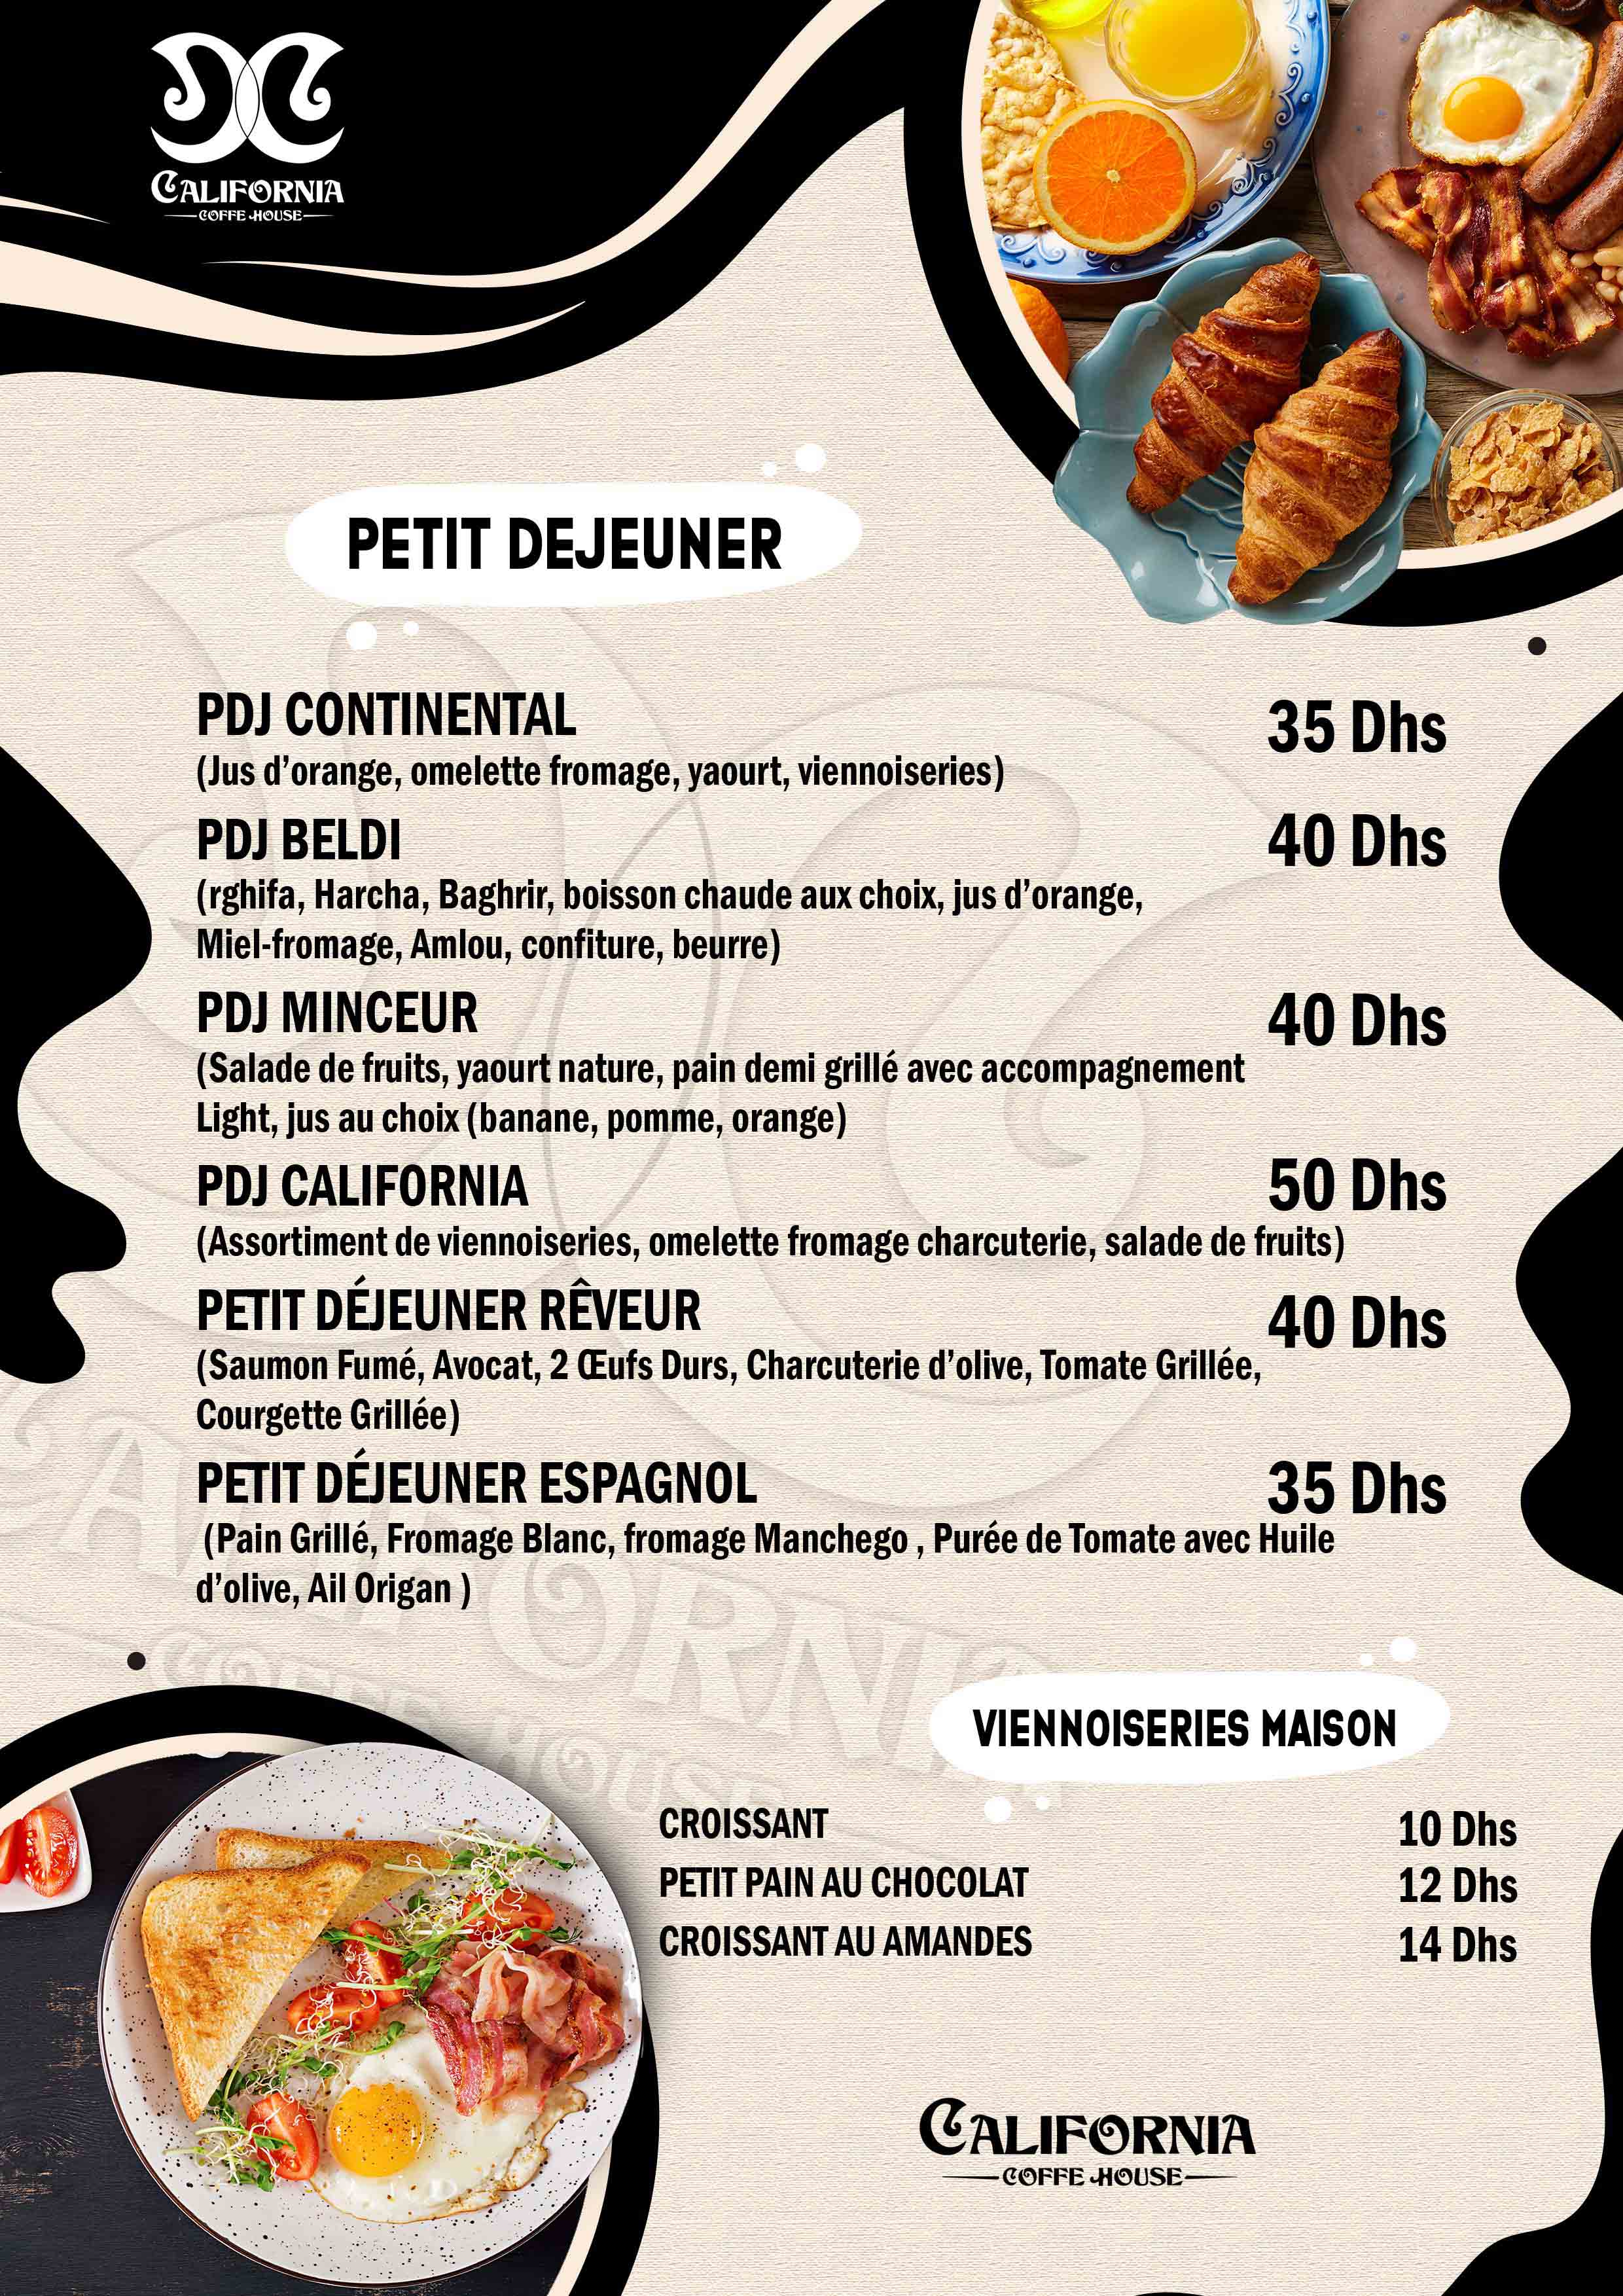 CALIFORNIA
COFFE HOUSE
PETIT DEJEUNER
PDJ CONTINENTAL 35 Dhs
(Jus d’orange, omelette fromage, yaourt, viennoiseries)
PDJ BELDI 40 Dhs
(rghifa, Harcha, Baghrir, boisson chaude aux choix, jus d’orange,
Miel-fromage, Amlou, confiture, beurre)
PDJ MINCEUR 40 Dhs
(Salade de fruits, yaourt nature, pain demi grillé avec accompagnement
Light, jus au choix (banane, pomme, orange)
PDJ CALIFORNIA 50 Dhs
(Assortiment de viennoiseries, omelette fromage charcuterie, salade de fruits)
PETIT DÉJEUNER RÊVEUR 40 Dhs
(Saumon Fumé, Avocat, 2 Œufs Durs, Charcuterie d’olive, Tomate Grillée,
Courgette Grillée)
PETIT DÉJEUNER ESPAGNOL 35 Dhs
(Pain Grillé, Fromage Blanc, fromage Manchego , Purée de Tomate avec Huile
d’olive, Ail Origan )
CALIFORNIA
COFFE HOUSE
VIENNOISERIES MAISON
CROISSANT 10 Dhs
PETIT PAIN AU CHOCOLAT 12 Dhs
CROISSANT AU AMANDES 14 Dhs
CALIFORNIA
COFFE HOUSE